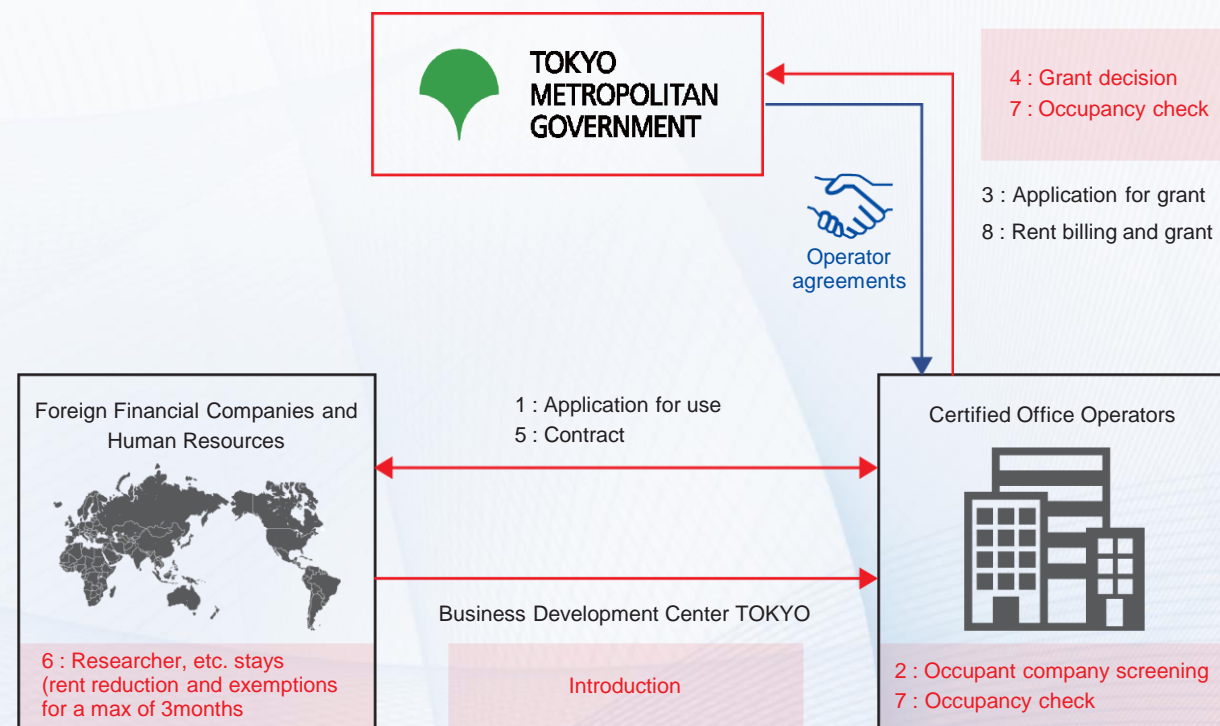 TOKYO
METROPOLITAN
GOVERNMENT
4 : Grant decision
7 : Occupancy check
3 : Application for grant
8 : Rent billing and grant
Operator
agreements
Foreign Financial Companies and
Human Resources
1 : Application for use
5 : Contract
Certified Office Operators
Business Development Center TOKYO
6 : Researcher, etc. stays
(rent reduction and exemptions
for a max of 3months
Introduction
2 : Occupant company screening
7 : Occupancy check